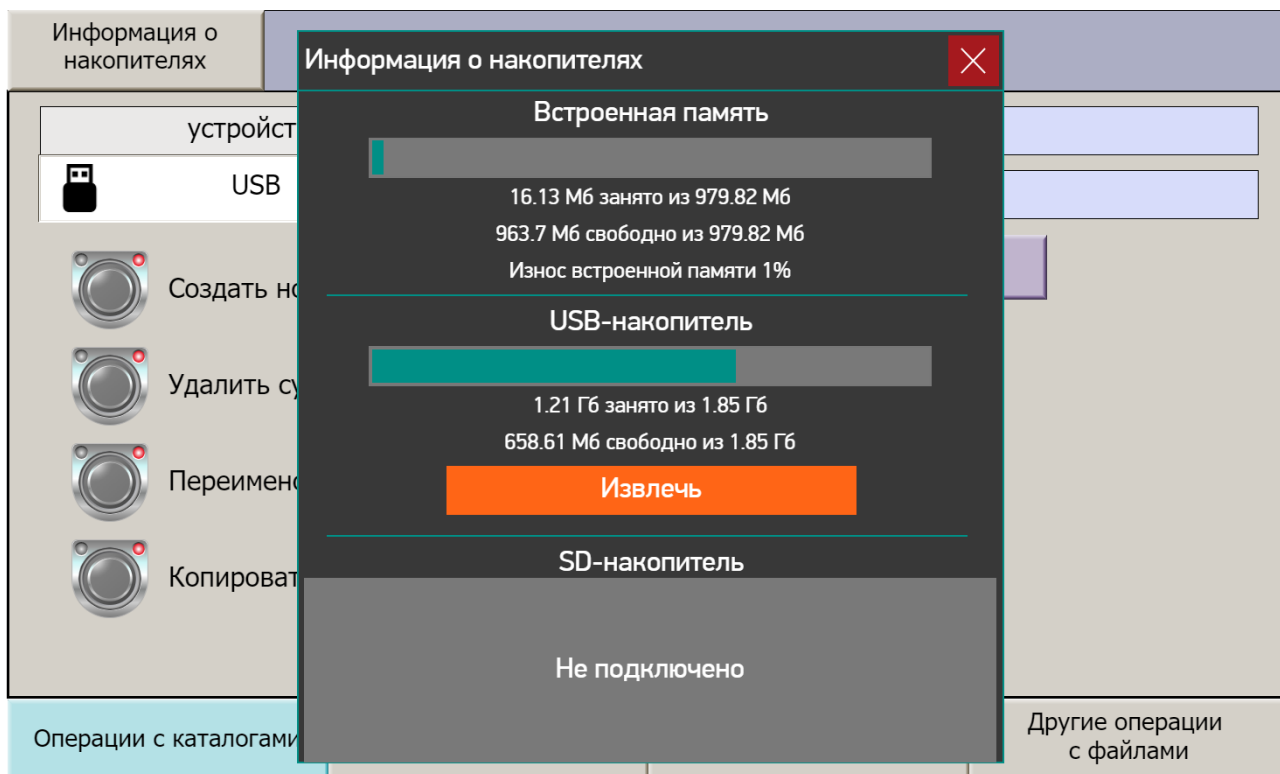 Информация о
накопителях
Информация о накопителях
Встроенная память
16.13 Мб занято из 979.82 Мб
963.7 Мб свободно из 979.82 Мб
Износ встроенной памяти 1%
USB-накопитель
1.21 Гб занято из 1.85 Гб
658.61 Мб свободно из 1.85 Гб
Извлечь
SD-накопитель
Не подключено
USB
Создать
Удалить
Операции с каталогами
Другие операции
с файлами